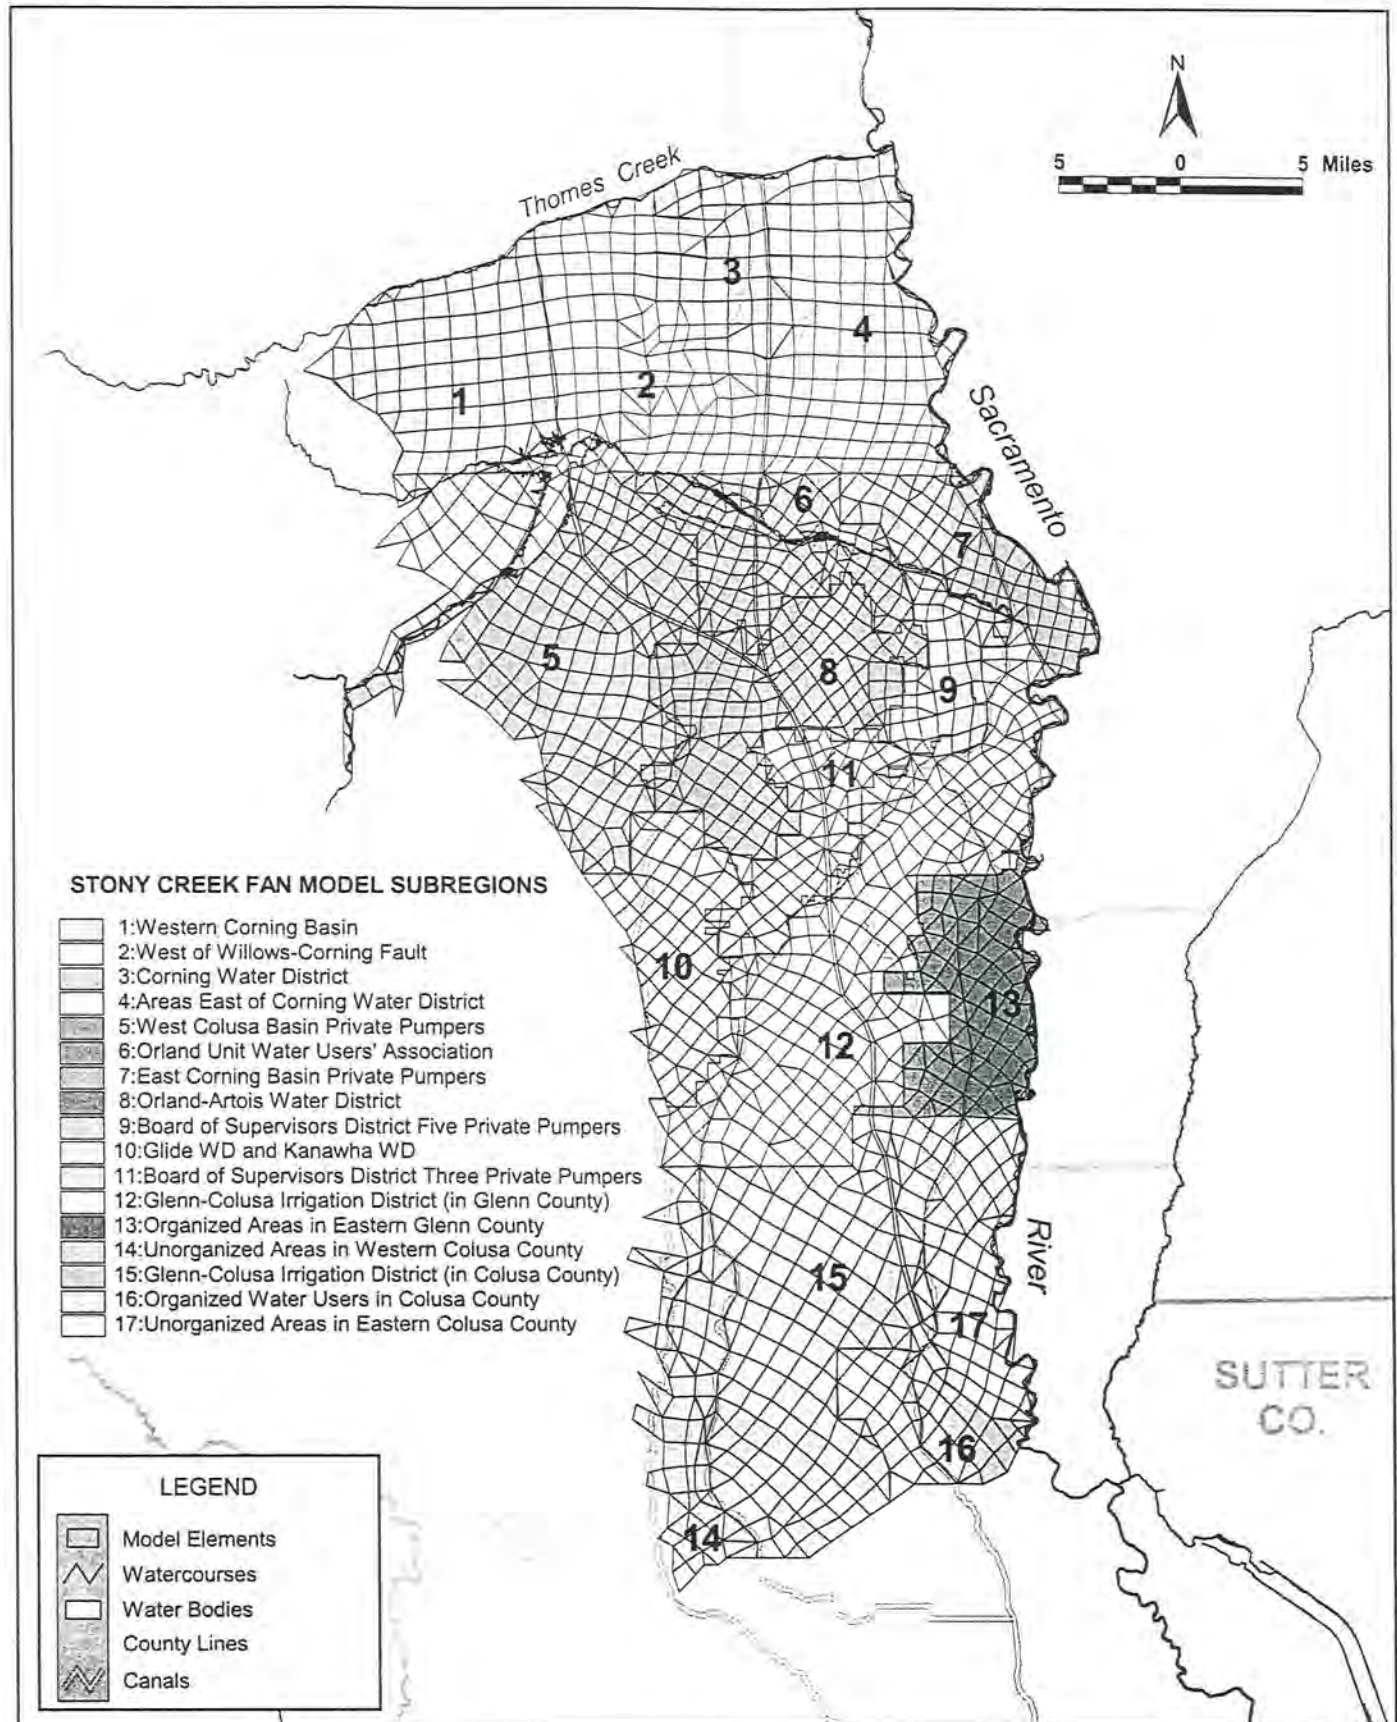 N
5 0 5 Miles
Thomes Creek
3
4
2
1
Sacramento
6
7
5
8
9
11
STONY CREEK FAN MODEL SUBREGIONS
1:Western Corning Basin
2:West of Willows-Corning Fault
3:Corning Water District
4:Areas East of Corning Water District
5:West Colusa Basin Private Pumpers
6:Orland Unit Water Users' Association
7:East Corning Basin Private Pumpers
8:Orland-Artois Water District
9:Board of Supervisors District Five Private Pumpers
10:Glide WD and Kanawha WD
11:Board of Supervisors District Three Private Pumpers
12:Glenn-Colusa Irrigation District (in Glenn County)
13:Organized Areas in Eastern Glenn County
14:Unorganized Areas in Western Colusa County
15:Glenn-Colusa Irrigation District (in Colusa County)
16:Organized Water Users in Colusa County
17:Unorganized Areas in Eastern Colusa County
10
13
12
River
15
17
SUTTER
CO.
16
14
LEGEND
Model Elements
Watercourses
Water Bodies
County Lines
Canals